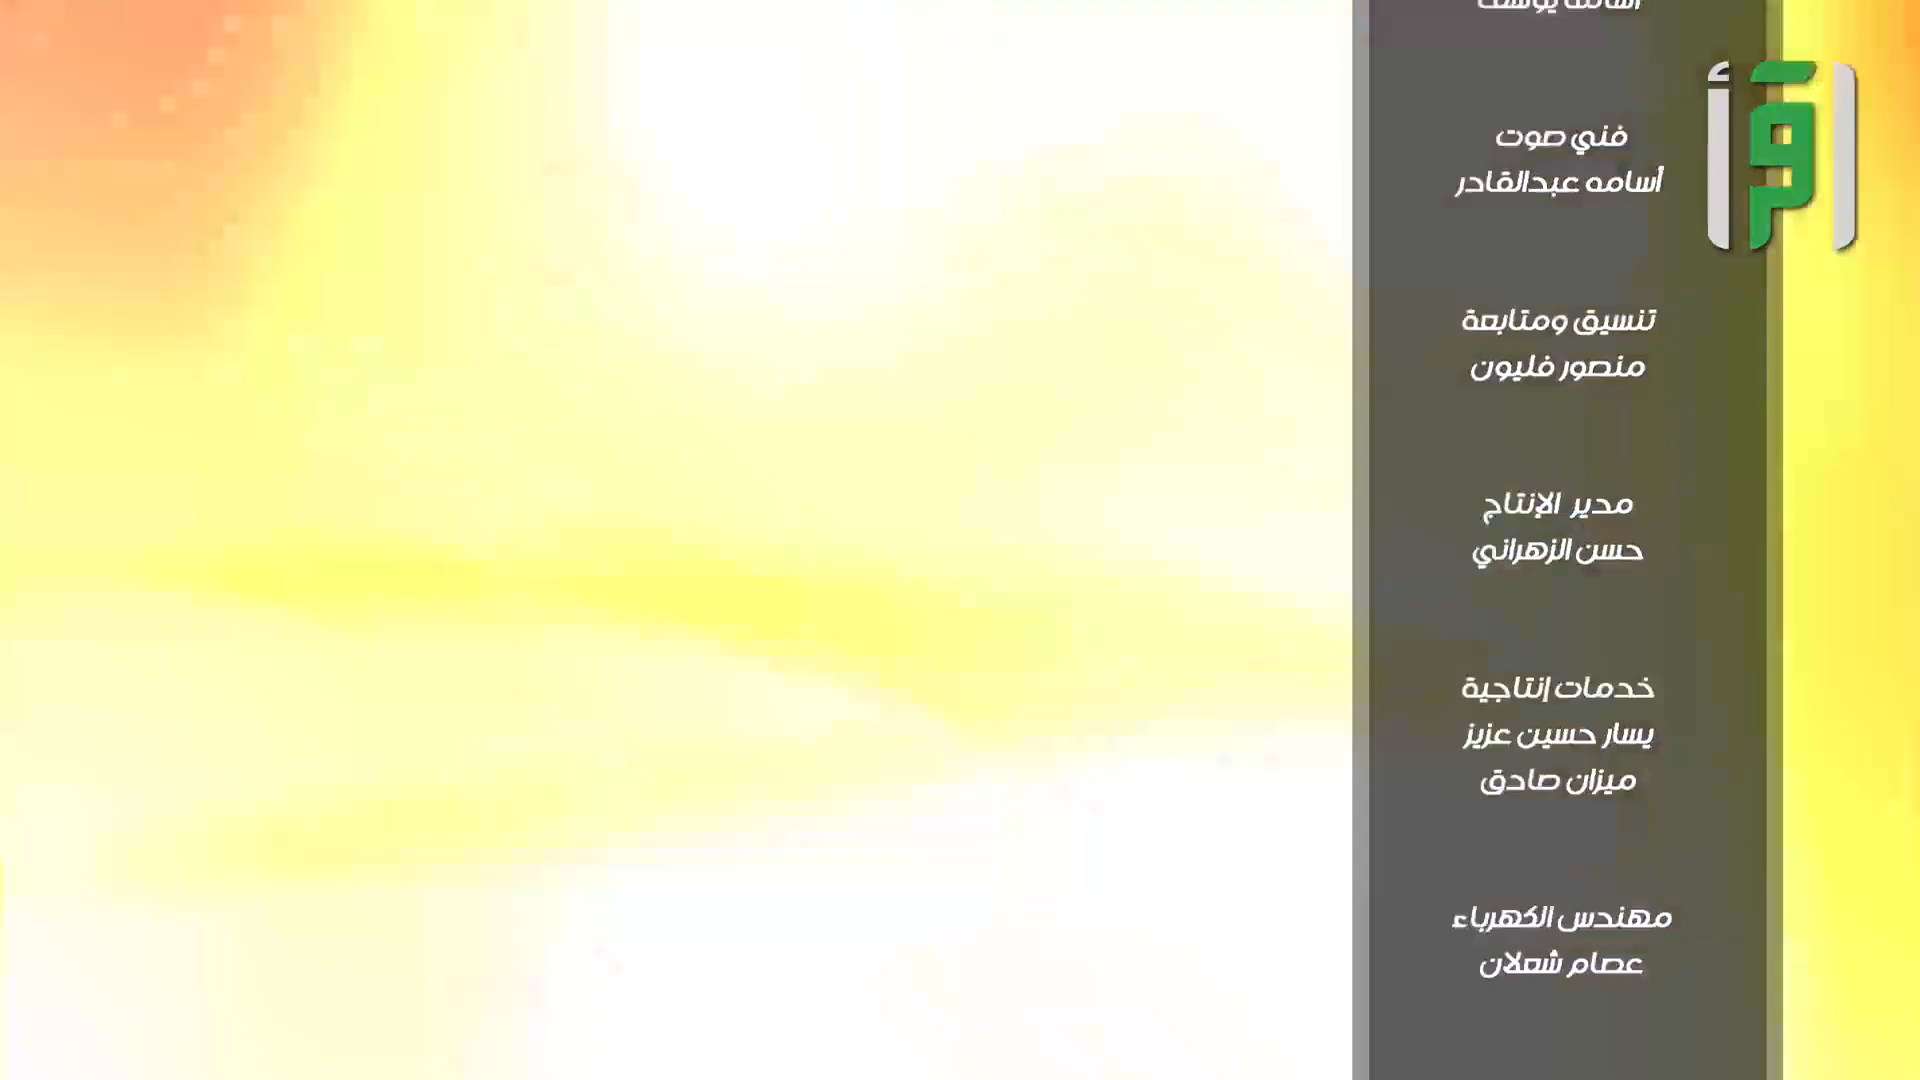 فني صوت
أسامه عبدالقادر
اقرأ
تنسيق ومتابعة
منصور فليون
مدير الإنتاج
حسن الزهراني
خدمات إنتاجية
يسار حسين عزيز
ميزان صادق
مهندس الكهرباء
عصام شعلان